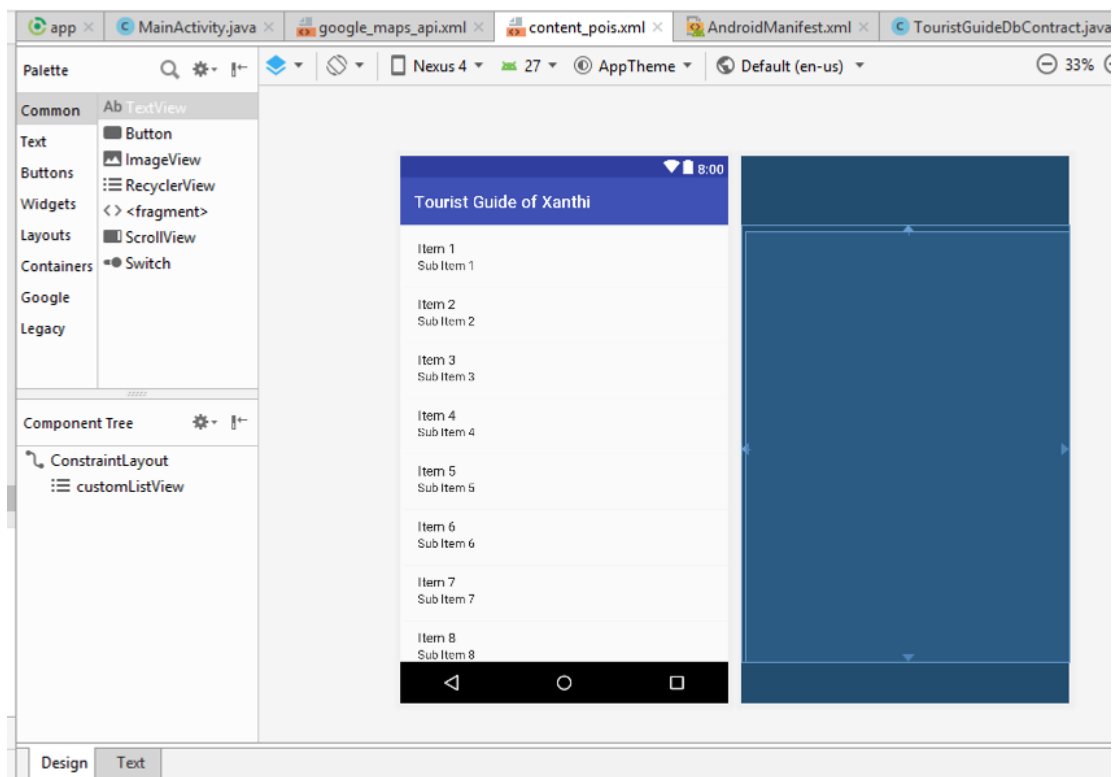 app MainActivity.java google_maps_api.xml content_pois.xml AndroidManifest.xml TouristGuideDbContract.java
Palette Nexus 4 27 AppTheme Default (en-us) 33%
Common
Text
Buttons
Widgets
Layouts
Containers
Google
Legacy
Ab TextView
Button
ImageView
RecyclerView
<fragment>
ScrollView
Switch
Component Tree
ConstraintLayout
customListView
8:00
Tourist Guide of Xanthi
Item 1
Sub Item 1
Item 2
Sub Item 2
Item 3
Sub Item 3
Item 4
Sub Item 4
Item 5
Sub Item 5
Item 6
Sub Item 6
Item 7
Sub Item 7
Item 8
Sub Item 8
Design Text